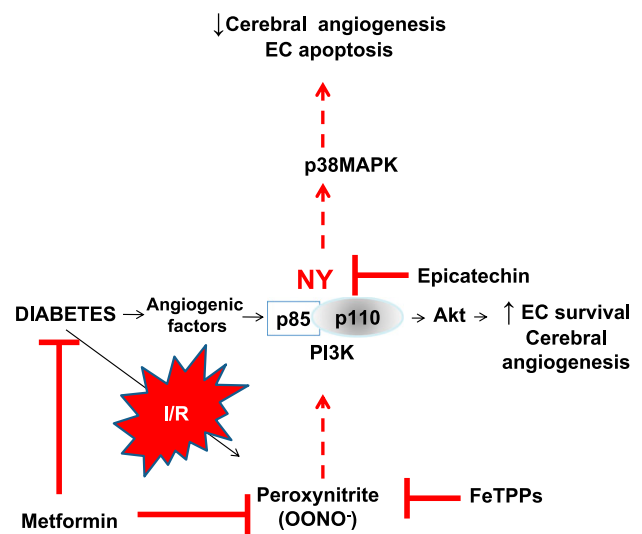 ↓Cerebral angiogenesis
EC apoptosis
p38MAPK
NY
Epicatechin
DIABETES
Angiogenic
factors
p85
p110
Akt
↑ EC survival
Cerebral
angiogenesis
PI3K
I/R
Metformin
Peroxynitrite
(OONO⁻)
FeTPPs